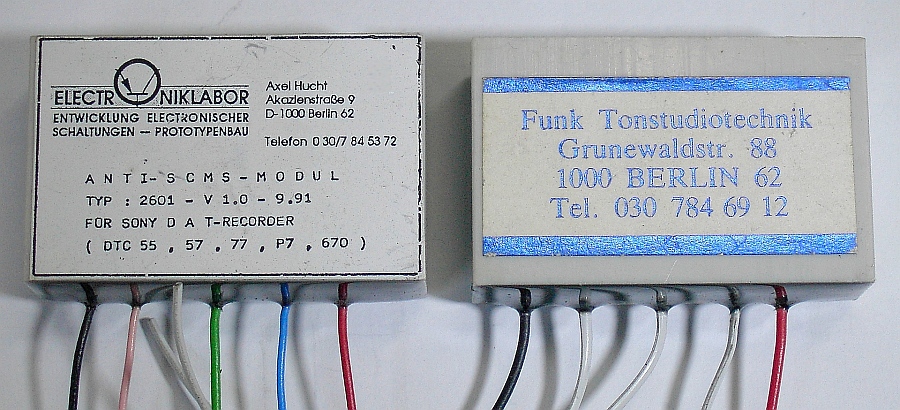 ELECTRONIKLABOR
ENTWICKLUNG ELECTRONISCHER
SCHALTUNGEN — PROTOTYPENBAU
Axel Hucht
Akazienstraße 9
D-1000 Berlin 62
Telefon 0 30/7 84 53 72
ANTI-SCMS-MODUL
TYP : 2601 - V 1.0 - 9.91
FÜR SONY D A T-RECORDER
( DTC 55 , 57 , 77 , P7 , 670 )
Funk Tonstudiotechnik
Grunewaldstr. 88
1000 BERLIN 62
Tel. 030 784 69 12